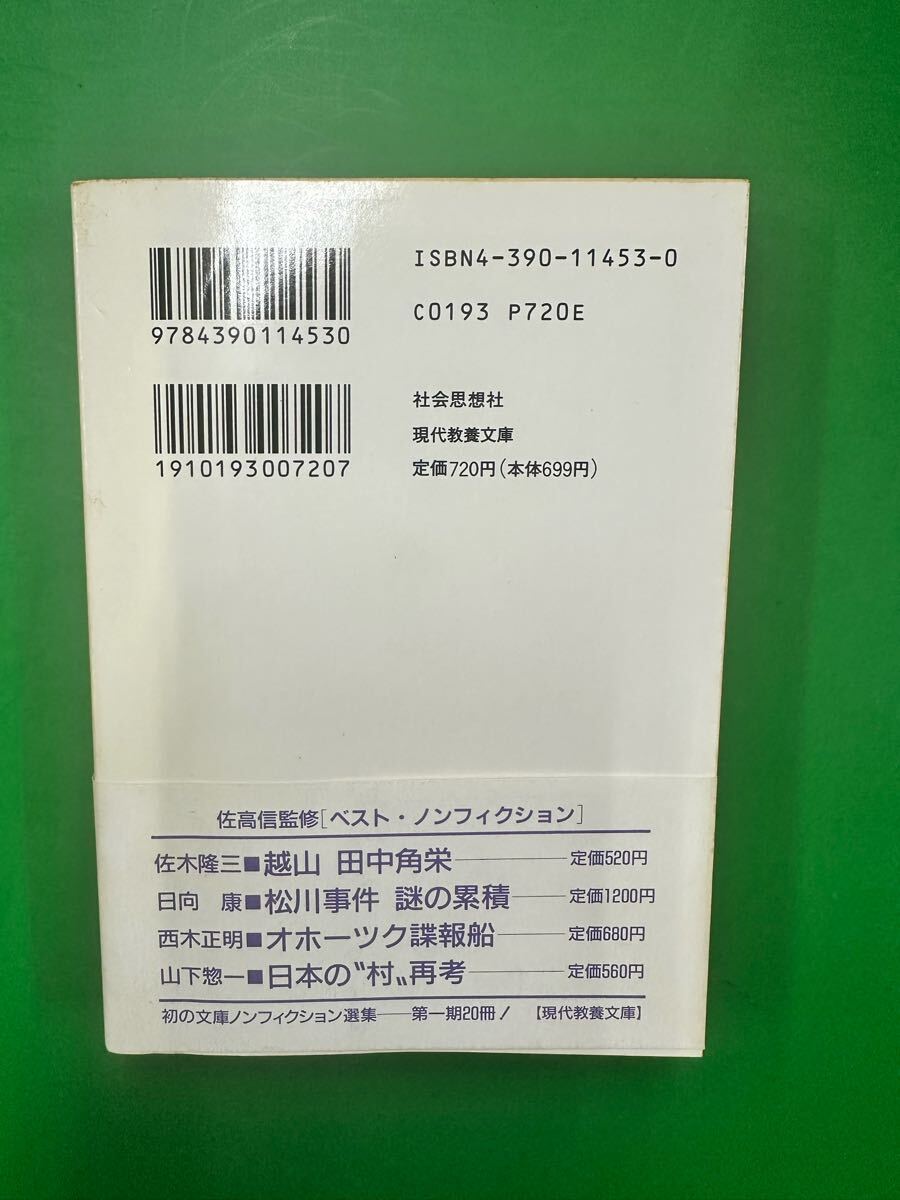 9784390114530
ISBN4-390-11453-0
C0193 P720E
1910193007207
社会思想社
現代教養文庫
定価720円(本体699円)
佐高信監修[ベスト・ノンフィクション]
佐木隆三■越山 田中角栄――定価520円
日向 康■松川事件 謎の累積――定価1200円
西木正明■オホーツク諜報船――定価680円
山下惣一■日本の〝村〟再考――定価560円
初の文庫ノンフィクション選集――第一期20冊! 【現代教養文庫】